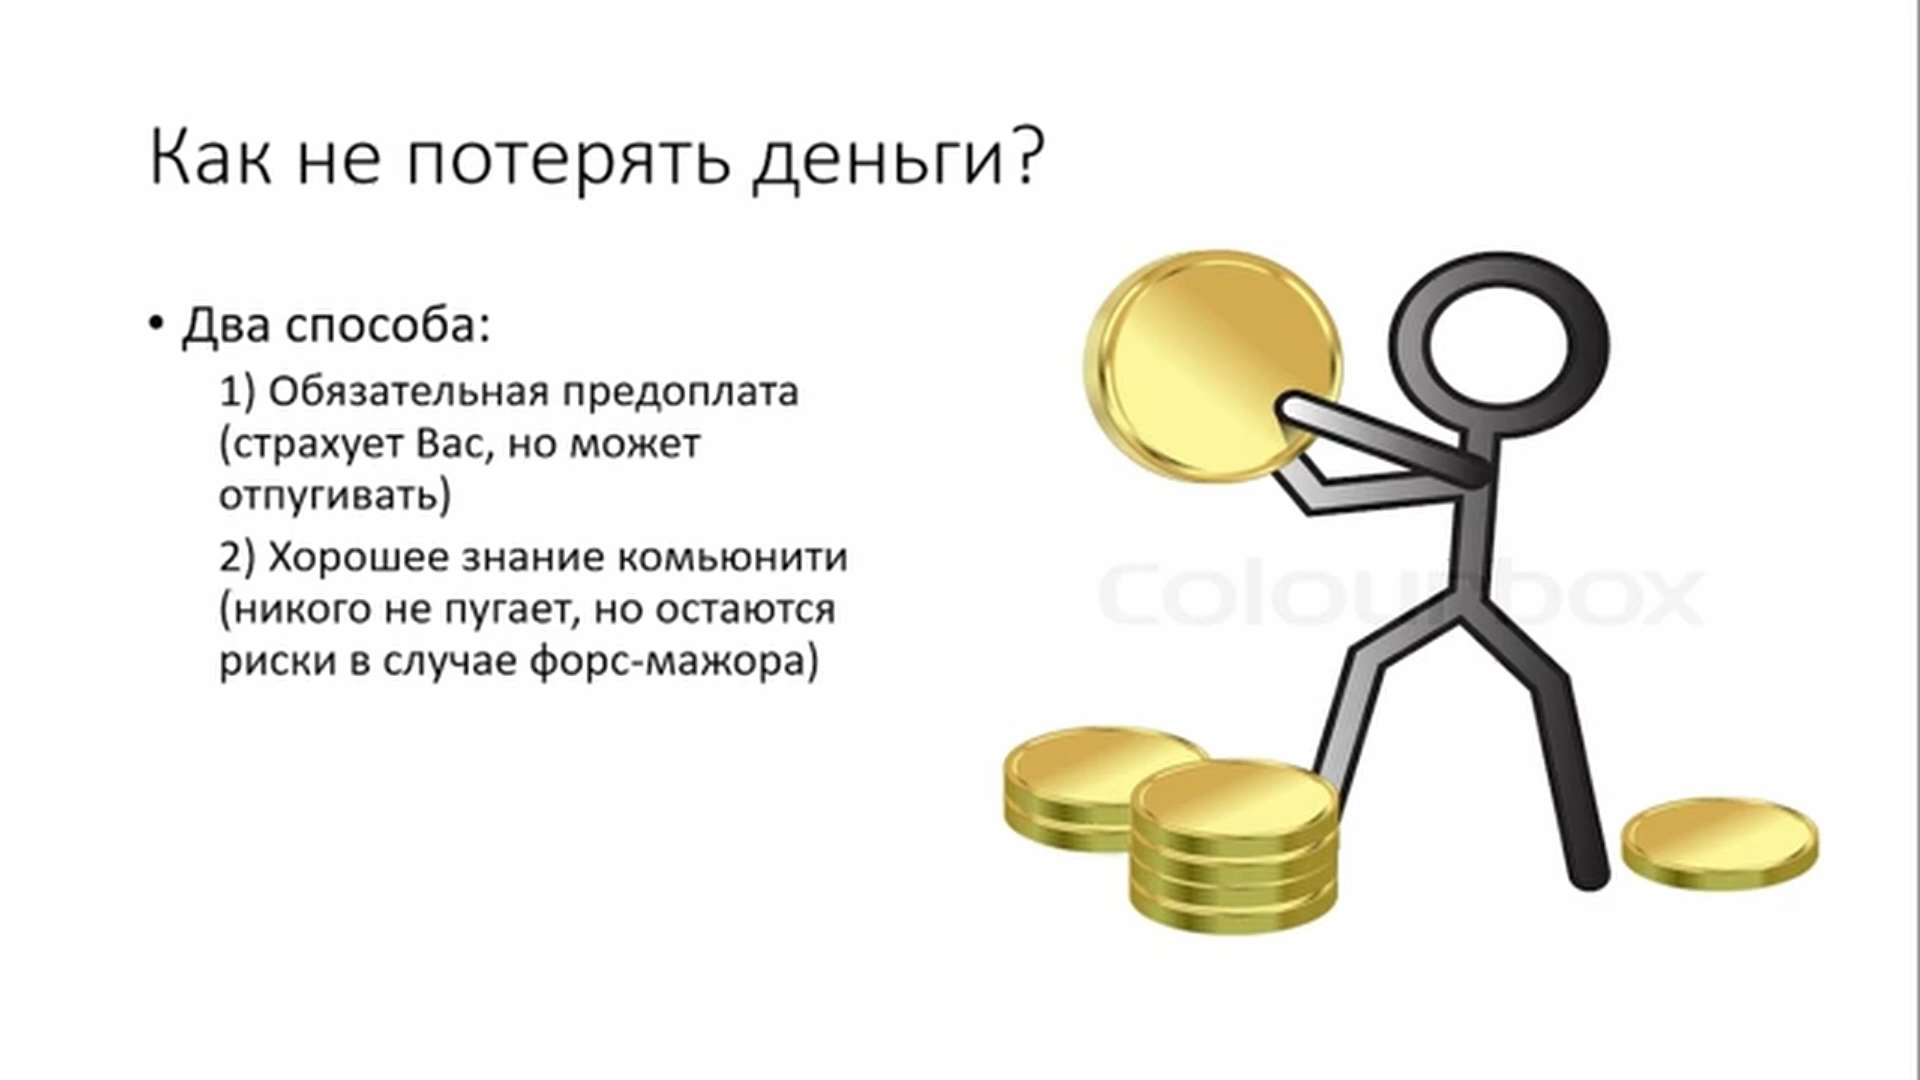 Как не потерять деньги?
• Два способа:
1) Обязательная предоплата
(страхует Вас, но может
отпугивать)
2) Хорошее знание комьюнити
(никого не пугает, но остаются
риски в случае форс-мажора)
colourbox